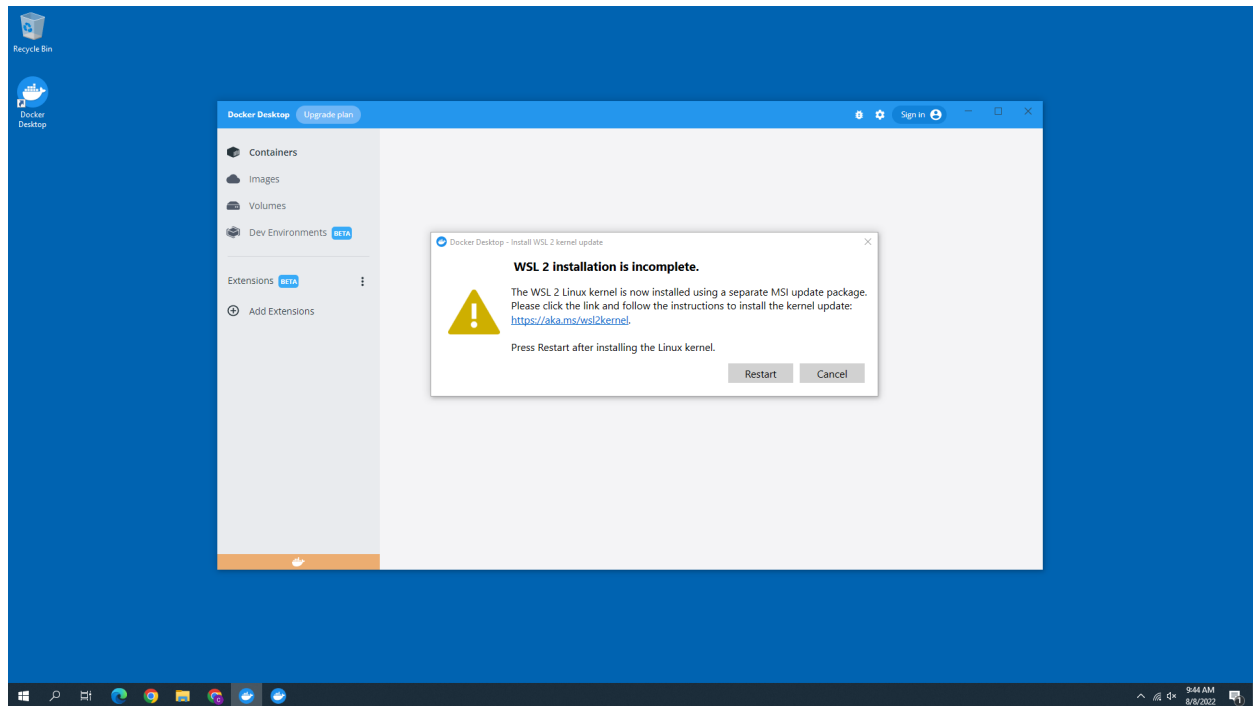 Recycle Bin
Docker
Desktop
Docker Desktop Upgrade plan Sign in
Containers
Images
Volumes
Dev Environments BETA
Extensions BETA
Add Extensions
Docker Desktop - Install WSL 2 kernel update
WSL 2 installation is incomplete.
The WSL 2 Linux kernel is now installed using a separate MSI update package.
Please click the link and follow the instructions to install the kernel update:
https://aka.ms/wsl2kernel.
Press Restart after installing the Linux kernel.
Restart Cancel
9:44 AM
8/8/2022
1